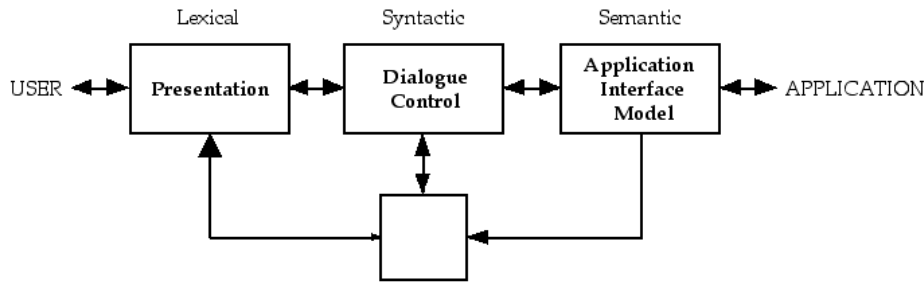 Lexical
Syntactic
Semantic
USER
Presentation
Dialogue
Control
Application
Interface
Model
APPLICATION